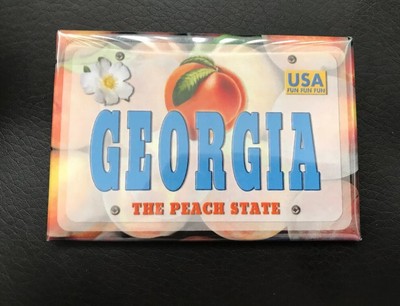 USA
FUN FUN FUN
GEORGIA
THE PEACH STATE